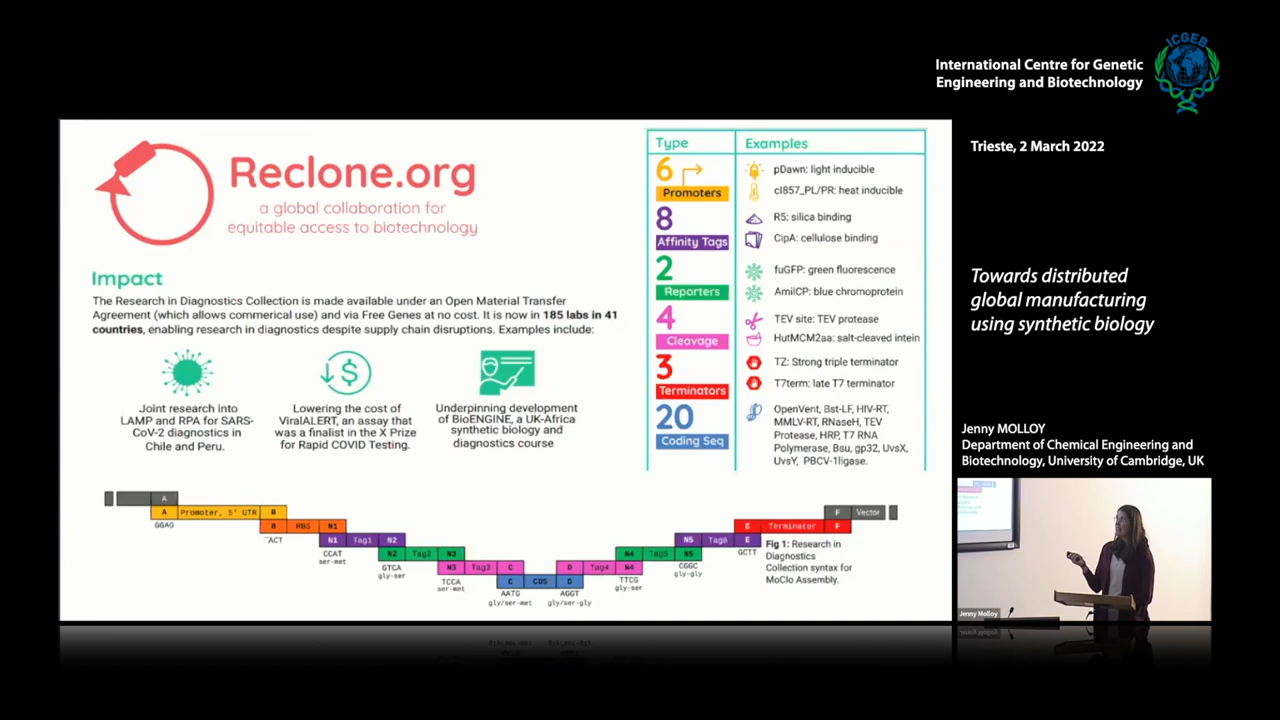 International Centre for Genetic
Engineering and Biotechnology
ICGEB
Trieste, 2 March 2022
Towards distributed
global manufacturing
using synthetic biology
Jenny MOLLOY
Department of Chemical Engineering and
Biotechnology, University of Cambridge, UK
Jenny Molloy
Reclone.org
a global collaboration for
equitable access to biotechnology
Impact
The Research in Diagnostics Collection is made available under an Open Material Transfer
Agreement (which allows commerical use) and via Free Genes at no cost. It is now in 185 labs in 41
countries, enabling research in diagnostics despite supply chain disruptions. Examples include:
Joint research into
LAMP and RPA for SARS-
CoV-2 diagnostics in
Chile and Peru.
$
Lowering the cost of
ViralALERT, an assay that
was a finalist in the X Prize
for Rapid COVID Testing.
Underpinning development
of BioENGINE, a UK-Africa
synthetic biology and
diagnostics course
Type Examples
6 Promoters
pDawn: light inducible
cI857_PL/PR: heat inducible
8 Affinity Tags
R5: silica binding
CipA: cellulose binding
2 Reporters
fuGFP: green fluorescence
AmilCP: blue chromoprotein
4 Cleavage
TEV site: TEV protease
HutMCM2aa: salt-cleaved intein
3 Terminators
TZ: Strong triple terminator
T7term: late T7 terminator
20 Coding Seq
OpenVent, Bst-LF, HIV-RT,
MMLV-RT, RNaseH, TEV
Protease, HRP, T7 RNA
Polymerase, Bsu, gp32, UvsX,
UvsY, PBCV-1ligase.
A F Vector
A Promoter, 5' UTR B E Terminator F
GGAG B RBS N1 N5 Tag6 E
N1 Tag1 N2 GCTT
CCAT
ser-met
N2 Tag2 N3 N4 Tag5 N5
GTCA
gly-ser
CGGC
gly-gly
N3 Tag3 C D Tag4 N4
TCCA
ser-met
TTCG
gly-ser
C CDS D
AATG AGGT
gly/ser-met gly/ser-gly
Fig 1: Research in
Diagnostics
Collection syntax for
MoClo Assembly.